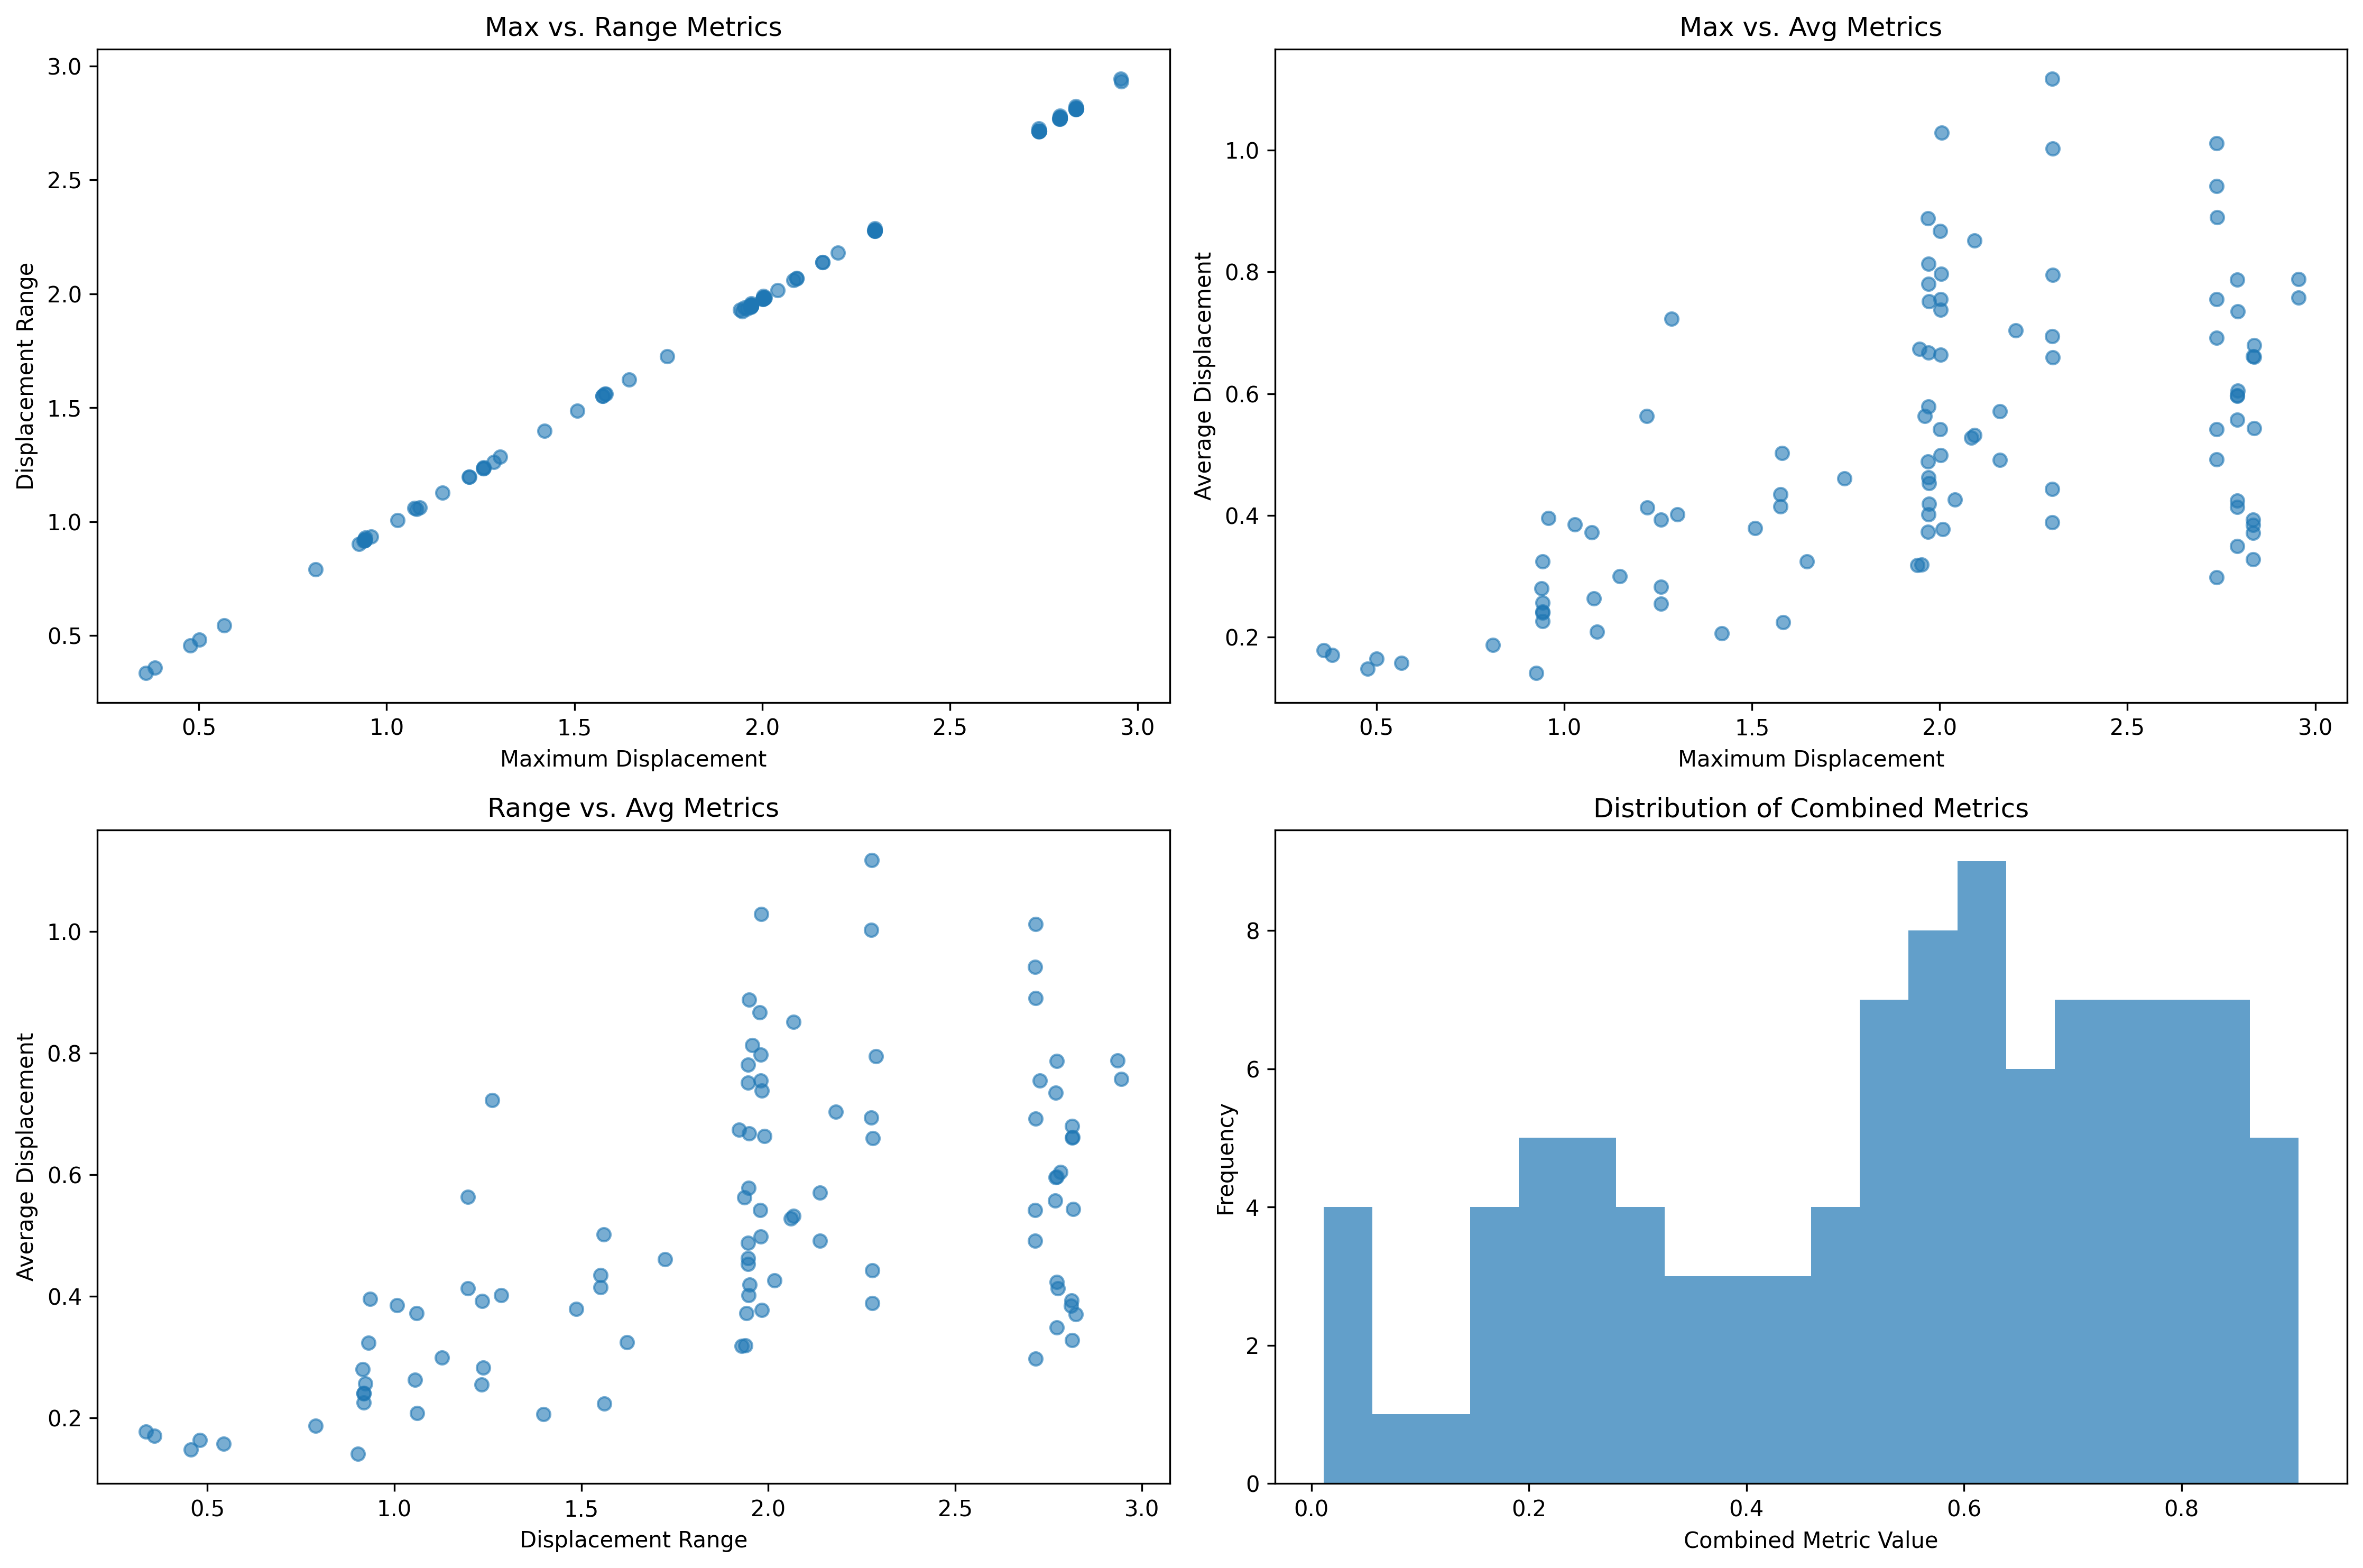 Max vs. Range Metrics
Displacement Range
3.0
2.5
2.0
1.5
1.0
0.5
0.5 1.0 1.5 2.0 2.5 3.0
Maximum Displacement
Max vs. Avg Metrics
Average Displacement
1.0
0.8
0.6
0.4
0.2
0.5 1.0 1.5 2.0 2.5 3.0
Maximum Displacement
Range vs. Avg Metrics
Average Displacement
1.0
0.8
0.6
0.4
0.2
0.5 1.0 1.5 2.0 2.5 3.0
Displacement Range
Distribution of Combined Metrics
Frequency
8
6
4
2
0
0.0 0.2 0.4 0.6 0.8
Combined Metric Value